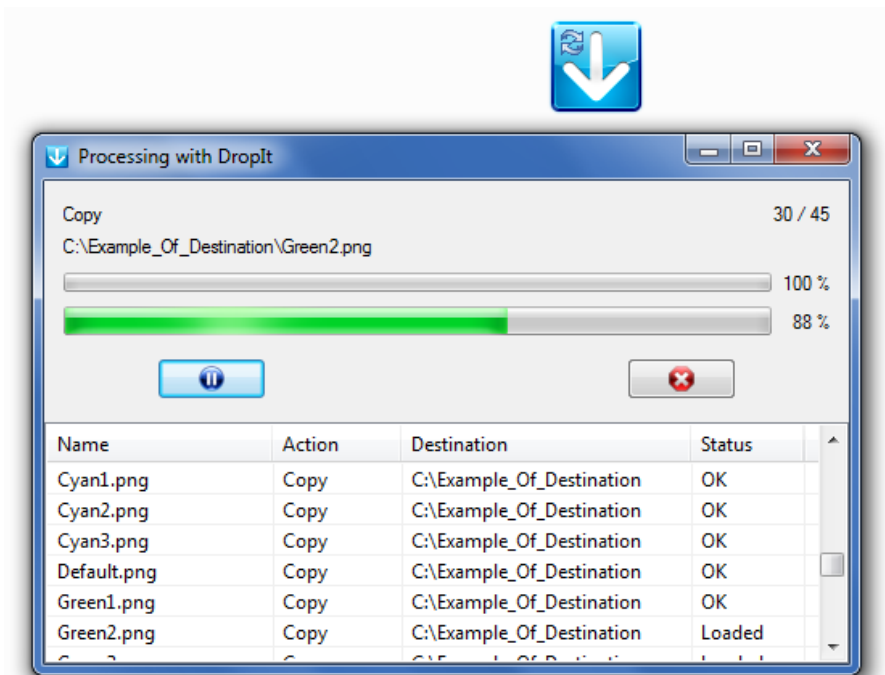 Processing with DropIt
Copy 30 / 45
C:\Example_Of_Destination\Green2.png
100 %
88 %
Name Action Destination Status
Cyan1.png Copy C:\Example_Of_Destination OK
Cyan2.png Copy C:\Example_Of_Destination OK
Cyan3.png Copy C:\Example_Of_Destination OK
Default.png Copy C:\Example_Of_Destination OK
Green1.png Copy C:\Example_Of_Destination OK
Green2.png Copy C:\Example_Of_Destination Loaded